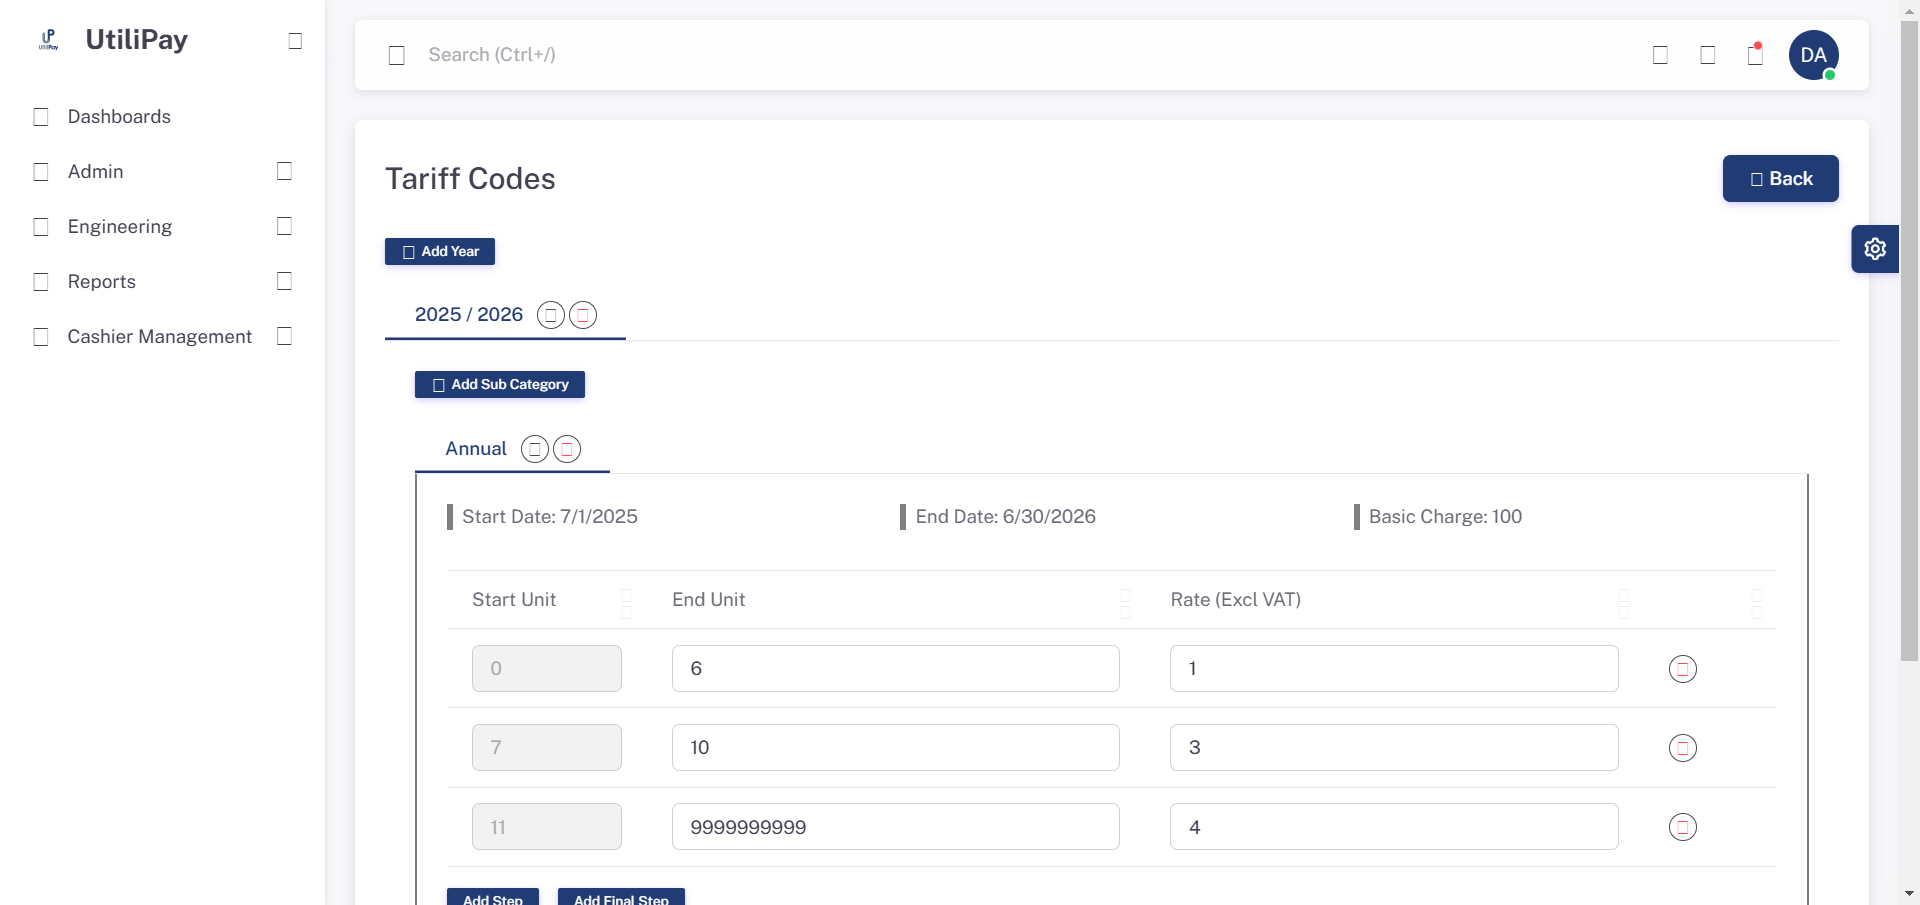 UP
UtiliPay
UtiliPay
Dashboards
Admin
Engineering
Reports
Cashier Management
Search (Ctrl+/)
DA
Tariff Codes
Back
Add Year
2025 / 2026
Add Sub Category
Annual
Start Date: 7/1/2025
End Date: 6/30/2026
Basic Charge: 100
Start Unit
End Unit
Rate (Excl VAT)
0
6
1
7
10
3
11
9999999999
4
Add Step
Add Final Step